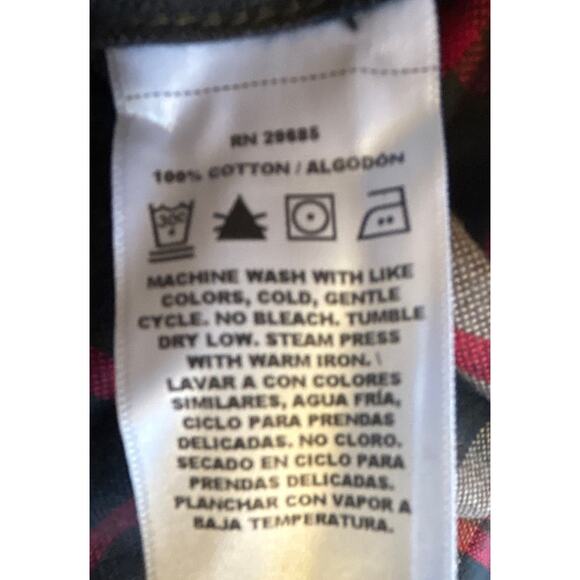 RN 29685
100% COTTON / ALGODÓN
30C
MACHINE WASH WITH LIKE
COLORS, COLD, GENTLE
CYCLE. NO BLEACH. TUMBLE
DRY LOW. STEAM PRESS
WITH WARM IRON. \
LAVAR A CON COLORES
SIMILARES, AGUA FRÍA,
CICLO PARA PRENDAS
DELICADAS. NO CLORO.
SECADO EN CICLO PARA
PRENDAS DELICADAS.
PLANCHAR CON VAPOR A
BAJA TEMPERATURA.